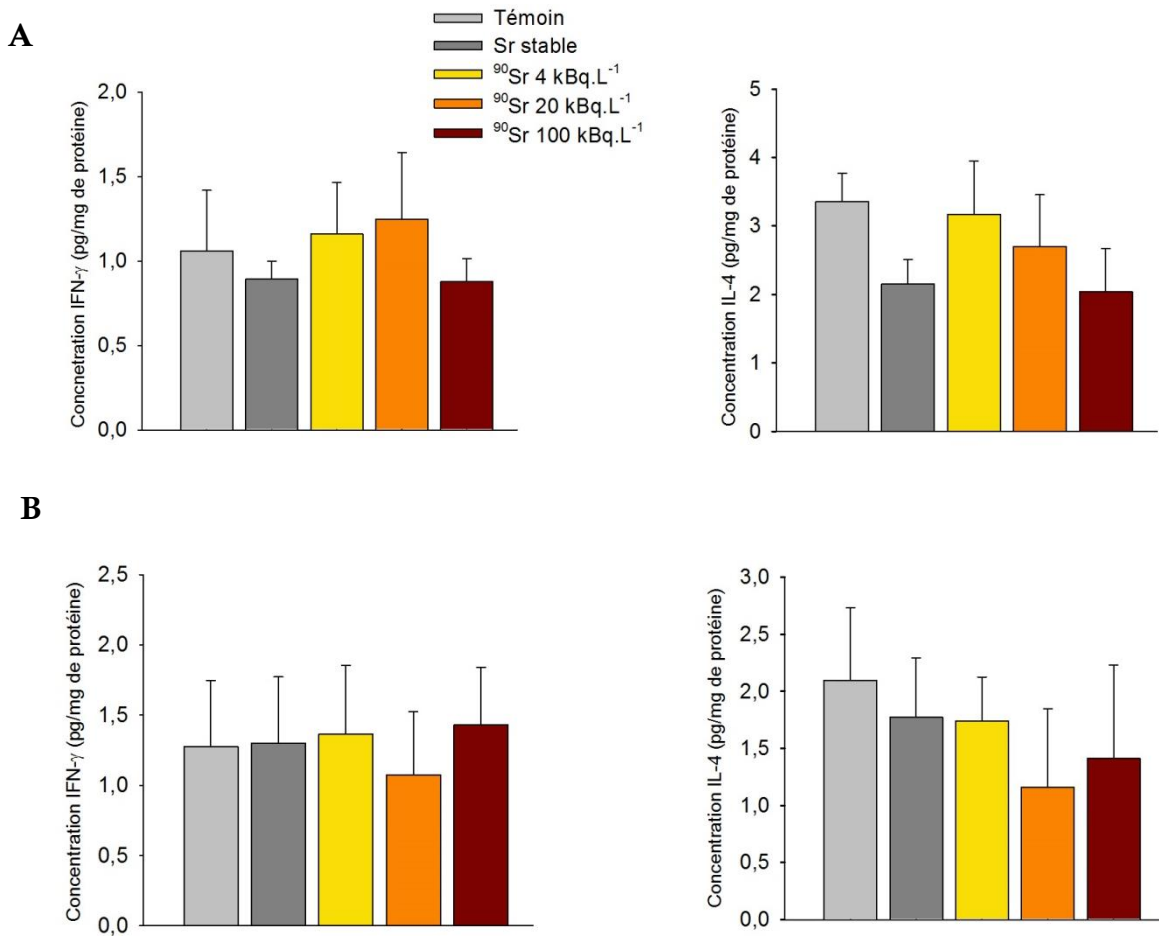 A
Témoin
Sr stable
⁹⁰Sr 4 kBq.L⁻¹
⁹⁰Sr 20 kBq.L⁻¹
⁹⁰Sr 100 kBq.L⁻¹
Concnetration IFN-γ (pg/mg de protéine)
2,0
1,5
1,0
0,5
0,0
Concentration IL-4 (pg/mg de protéine)
5
4
3
2
1
0
B
Concentration IFN-γ (pg/mg de protéine)
2,5
2,0
1,5
1,0
0,5
0,0
Concentration IL-4 (pg/mg de protéine)
3,0
2,5
2,0
1,5
1,0
0,5
0,0